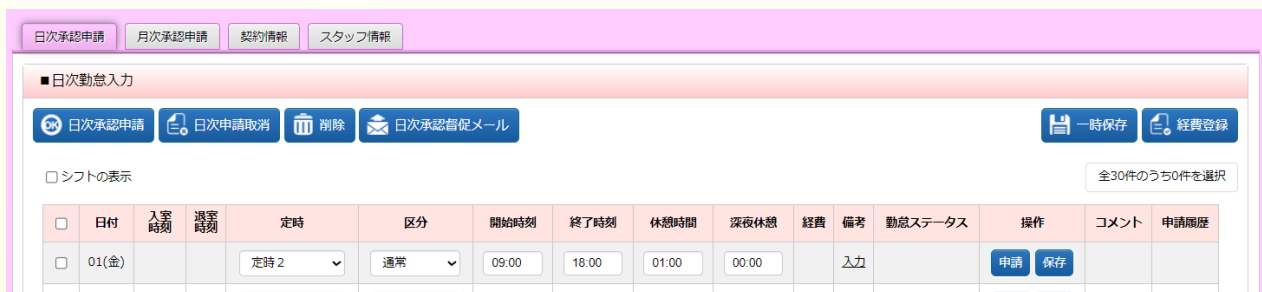 日次承認申請 月次承認申請 契約情報 スタッフ情報
■日次勤怠入力
OK 日次承認申請 日次申請取消 削除 日次承認督促メール 一時保存 経費登録
シフトの表示 全30件のうち0件を選択
日付 入室時刻 退室時刻 定時 区分 開始時刻 終了時刻 休憩時間 深夜休憩 経費 備考 勤怠ステータス 操作 コメント 申請履歴
01(金) 定時2 通常 09:00 18:00 01:00 00:00 入力 申請 保存